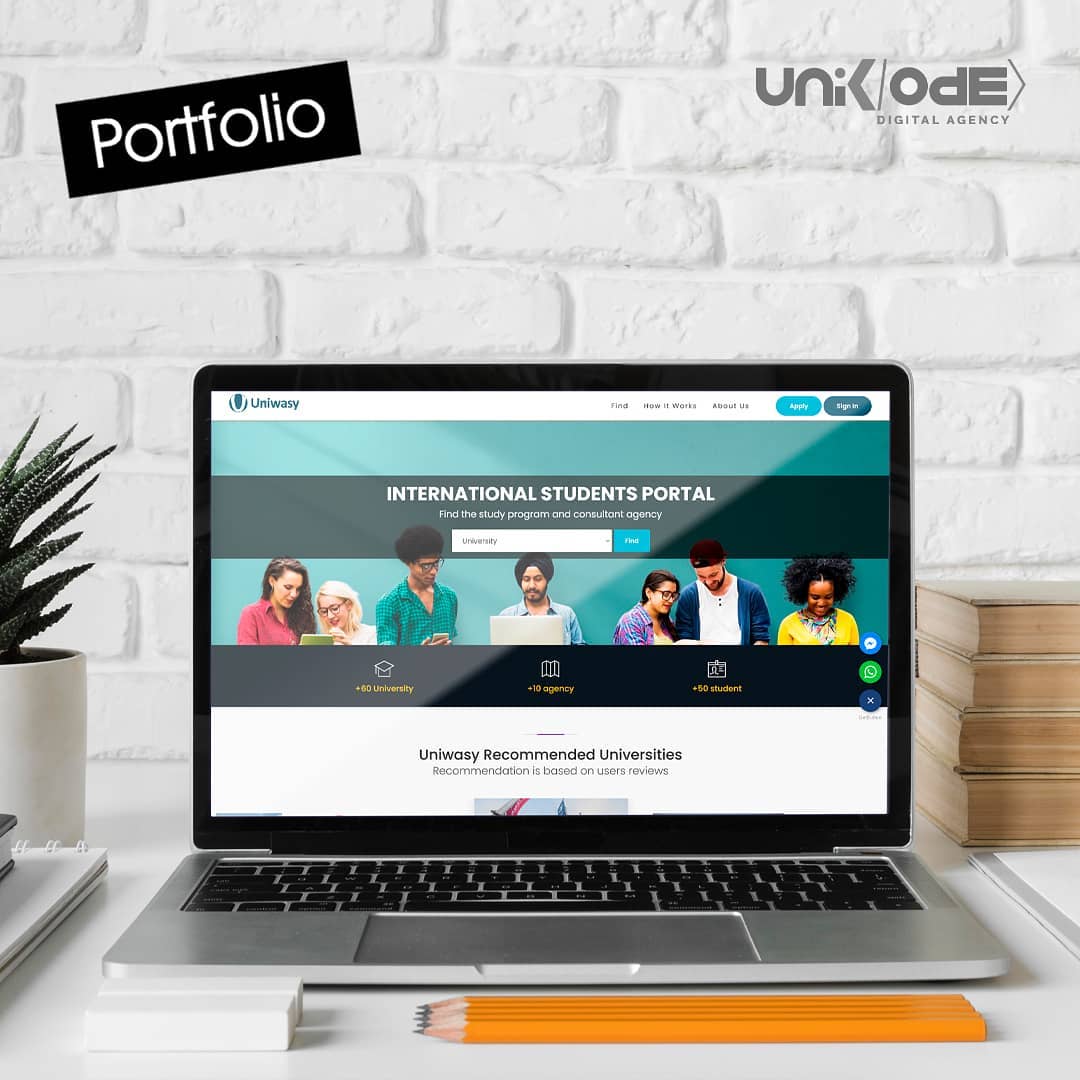 Portfolio
UNIK/ODE>
DIGITAL AGENCY
Uniwasy
Find How It Works About Us Apply Sign In
INTERNATIONAL STUDENTS PORTAL
Find the study program and consultant agency
University Find
+60 University +10 agency +50 student
Uniwasy Recommended Universities
Recommendation is based on users reviews